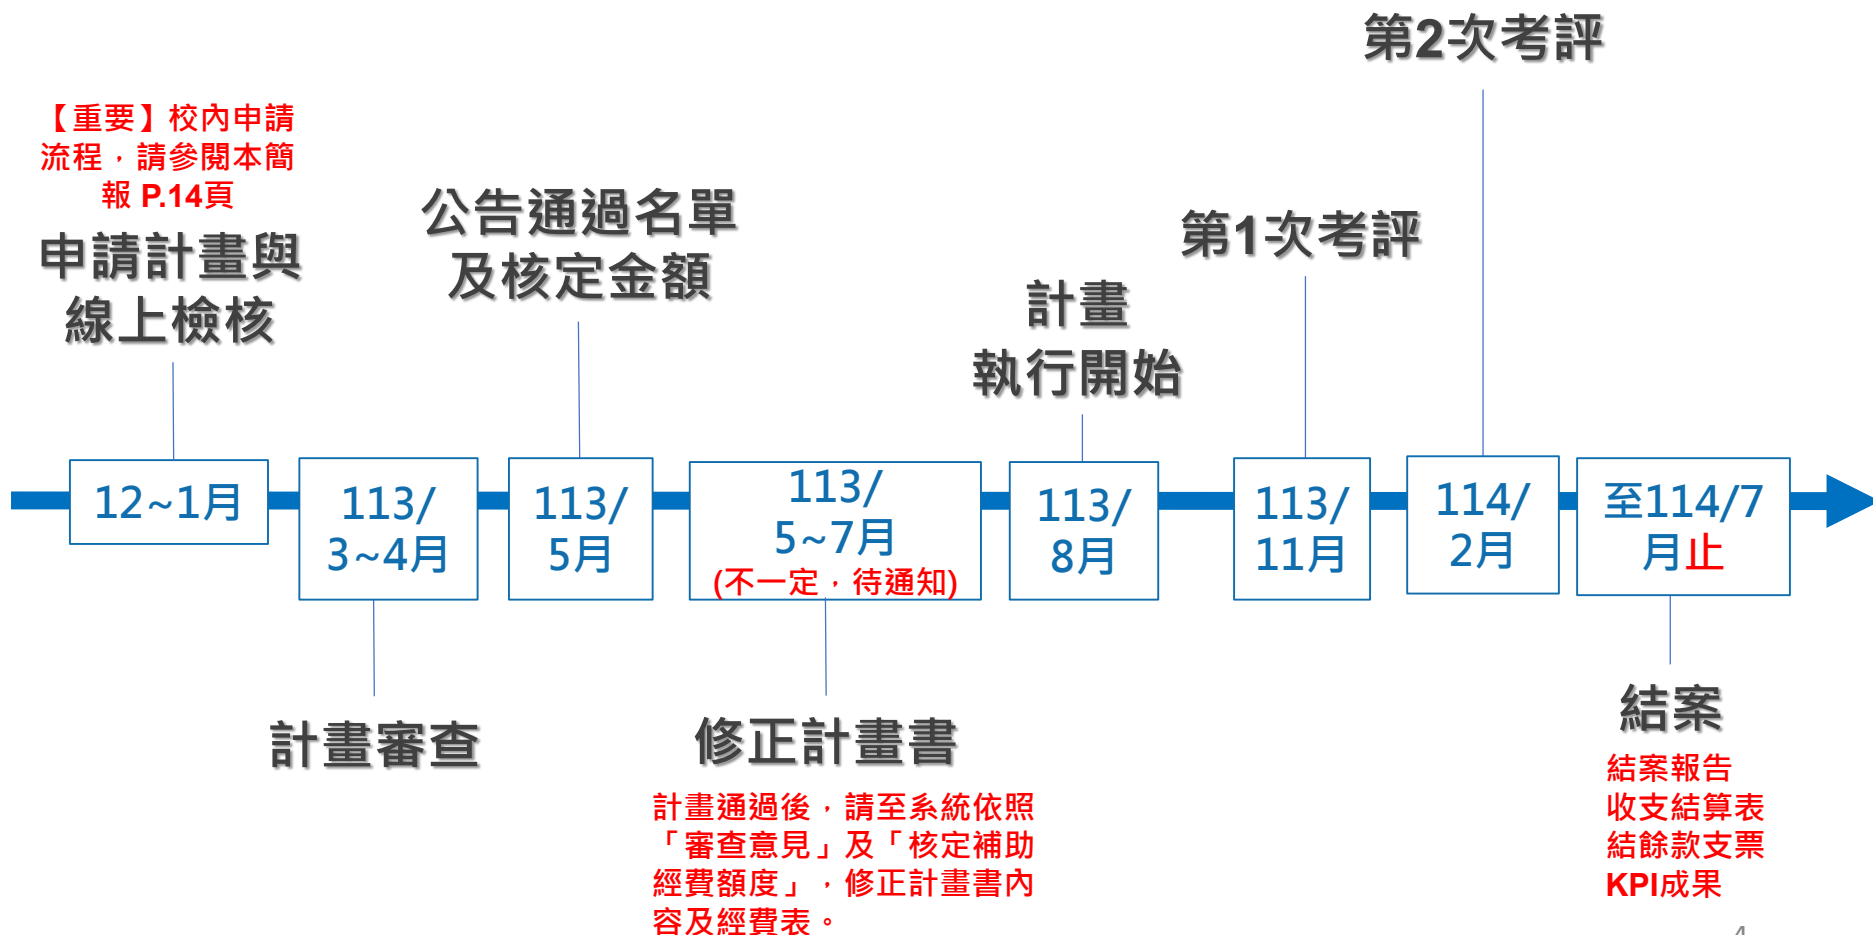 第2次考評
【重要】校內申請
流程，請參閱本簡
報 P.14頁
申請計畫與
線上檢核
公告通過名單
及核定金額
計畫
執行開始
第1次考評
12~1月
113/
3~4月
113/
5月
113/
5~7月
(不一定，待通知)
113/
8月
113/
11月
114/
2月
至114/7
月止
計畫審查
修正計畫書
計畫通過後，請至系統依照
「審查意見」及「核定補助
經費額度」，修正計畫書內
容及經費表。
結案
結案報告
收支結算表
結餘款支票
KPI成果
4